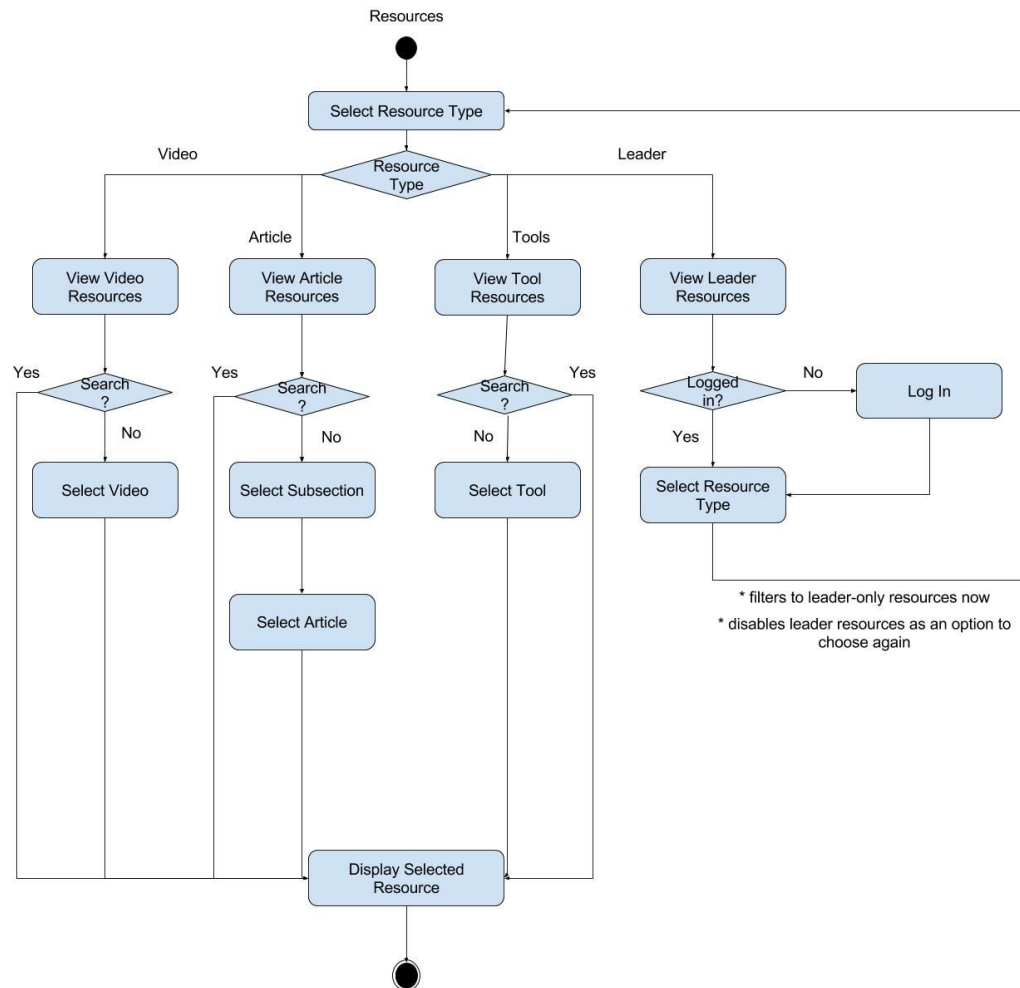 Resources
Select Resource Type
Video
Resource
Type
Leader
Article
Tools
View Video
Resources
View Article
Resources
View Tool
Resources
View Leader
Resources
Yes
Search
?
Yes
Search
?
Search
?
Yes
Logged
in?
No
Log In
No
No
No
Yes
Select Video
Select Subsection
Select Tool
Select Resource
Type
Select Article
* filters to leader-only resources now
* disables leader resources as an option to
choose again
Display Selected
Resource